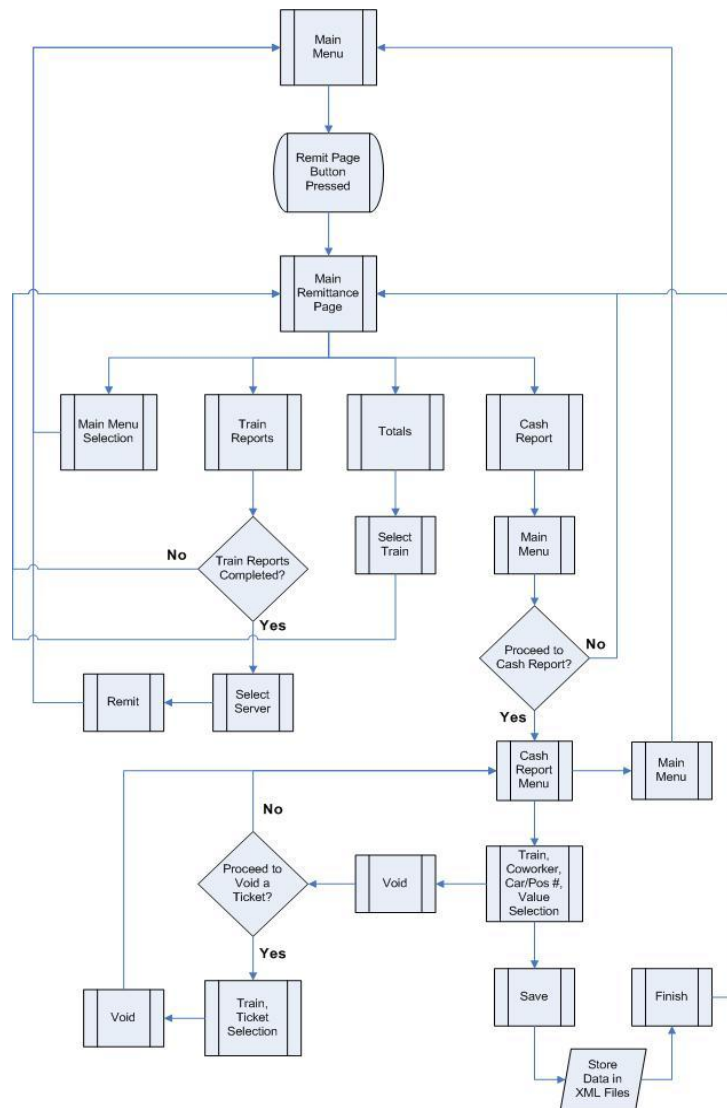 Main
Menu
Remit Page
Button
Pressed
Main
Remittance
Page
Main Menu
Selection
Train
Reports
Totals
Cash
Report
Select
Train
Main
Menu
No
Train Reports
Completed?
Yes
No
Proceed to
Cash Report?
Yes
Remit
Select
Server
Cash
Report
Menu
Main
Menu
No
Proceed to
Void a
Ticket?
Void
Train,
Coworker,
Car/Pos #,
Value
Selection
Yes
Void
Train,
Ticket
Selection
Save
Finish
Store
Data in
XML Files